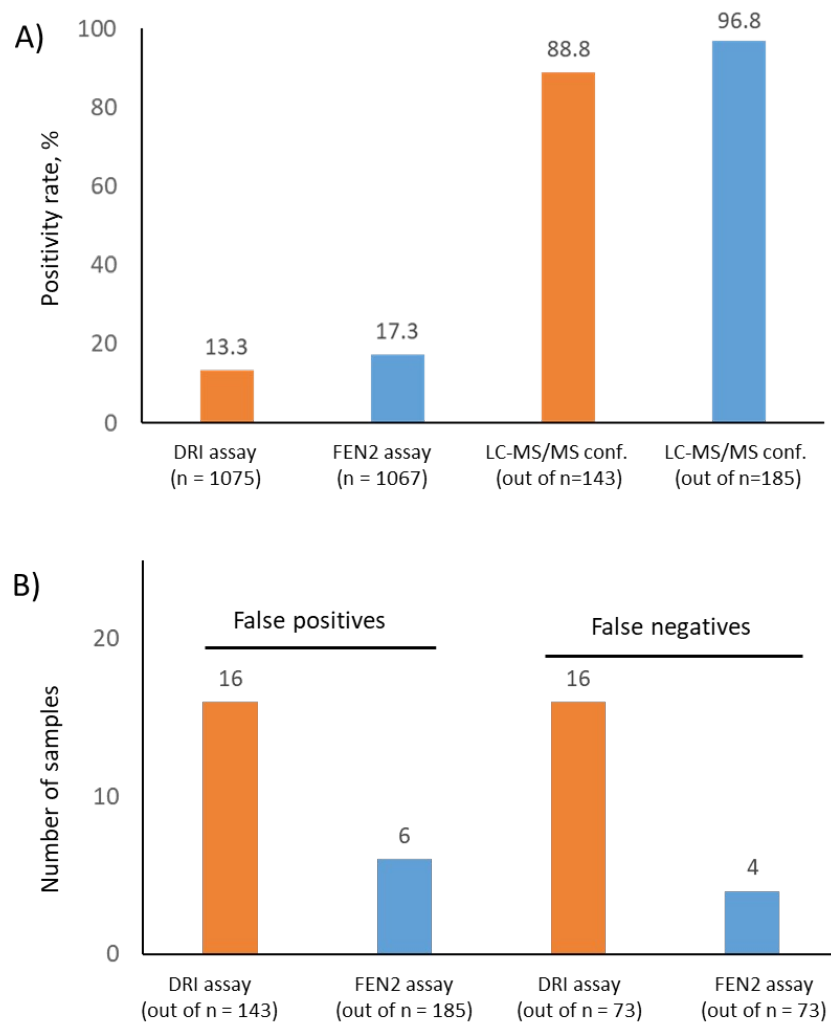 A)
Positivity rate, %
100
80
60
40
20
0
13.3
17.3
88.8
96.8
DRI assay
(n = 1075)
FEN2 assay
(n = 1067)
LC-MS/MS conf.
(out of n=143)
LC-MS/MS conf.
(out of n=185)
B)
Number of samples
20
10
0
False positives
False negatives
16
6
16
4
DRI assay
(out of n = 143)
FEN2 assay
(out of n = 185)
DRI assay
(out of n = 73)
FEN2 assay
(out of n = 73)